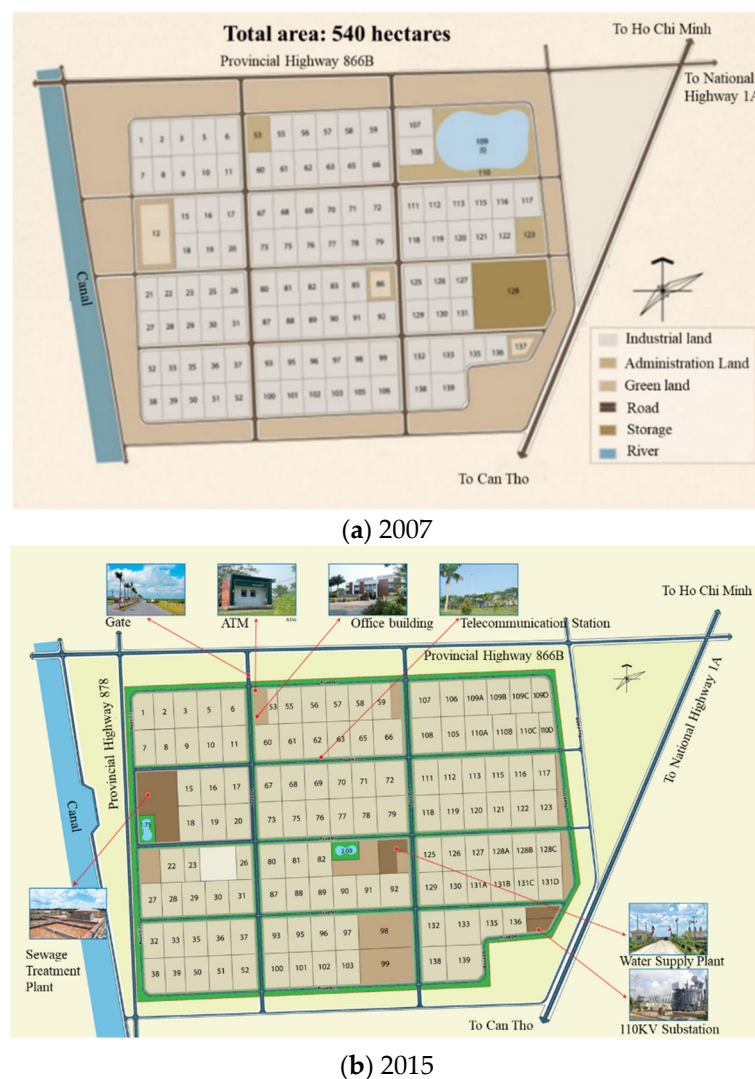 Total area: 540 hectares
To Ho Chi Minh
Provincial Highway 866B
To National
Highway 1A
1 2 3 5 6 53 55 56 57 58 59 107 109
7 8 9 10 11 60 61 62 63 65 66 108 110
12 15 16 17 67 68 69 70 71 72 111 112 113 115 116 117
18 19 20 73 75 76 77 78 79 118 119 120 121 122 123
Canal
21 22 23 25 26 80 81 82 83 85 86 125 126 127 128
27 28 29 30 31 87 88 89 90 91 92 129 130 131
32 33 35 36 37 93 95 96 97 98 99 132 133 135 136 137
38 39 50 51 52 100 101 102 103 105 106 138 139
Industrial land
Administration Land
Green land
Road
Storage
River
To Can Tho
(a) 2007
To Ho Chi Minh
Gate
ATM
ATM
Office building
Telecommunication Station
Provincial Highway 866B
Provincial Highway 878
To National Highway 1A
1 2 3 5 6 53 55 56 57 58 59 107 106 109A 109B 109C 109D
7 8 9 10 11 60 61 62 63 65 66 108 105 110A 110B 110C 110D
15 16 17 67 68 69 70 71 72 111 112 113 115 116 117
18 19 20 73 75 76 77 78 79 118 119 120 121 122 123
Canal
22 23 26 80 81 82 2.00 125 126 127 128A 128B 128C
27 28 29 30 31 87 88 89 90 91 92 129 130 131A 131B 131C 131D
32 33 35 36 37 93 95 96 97 98 132 133 135 136
38 39 50 51 52 100 101 102 103 99 138 139
Sewage
Treatment
Plant
Water Supply Plant
110KV Substation
To Can Tho
(b) 2015